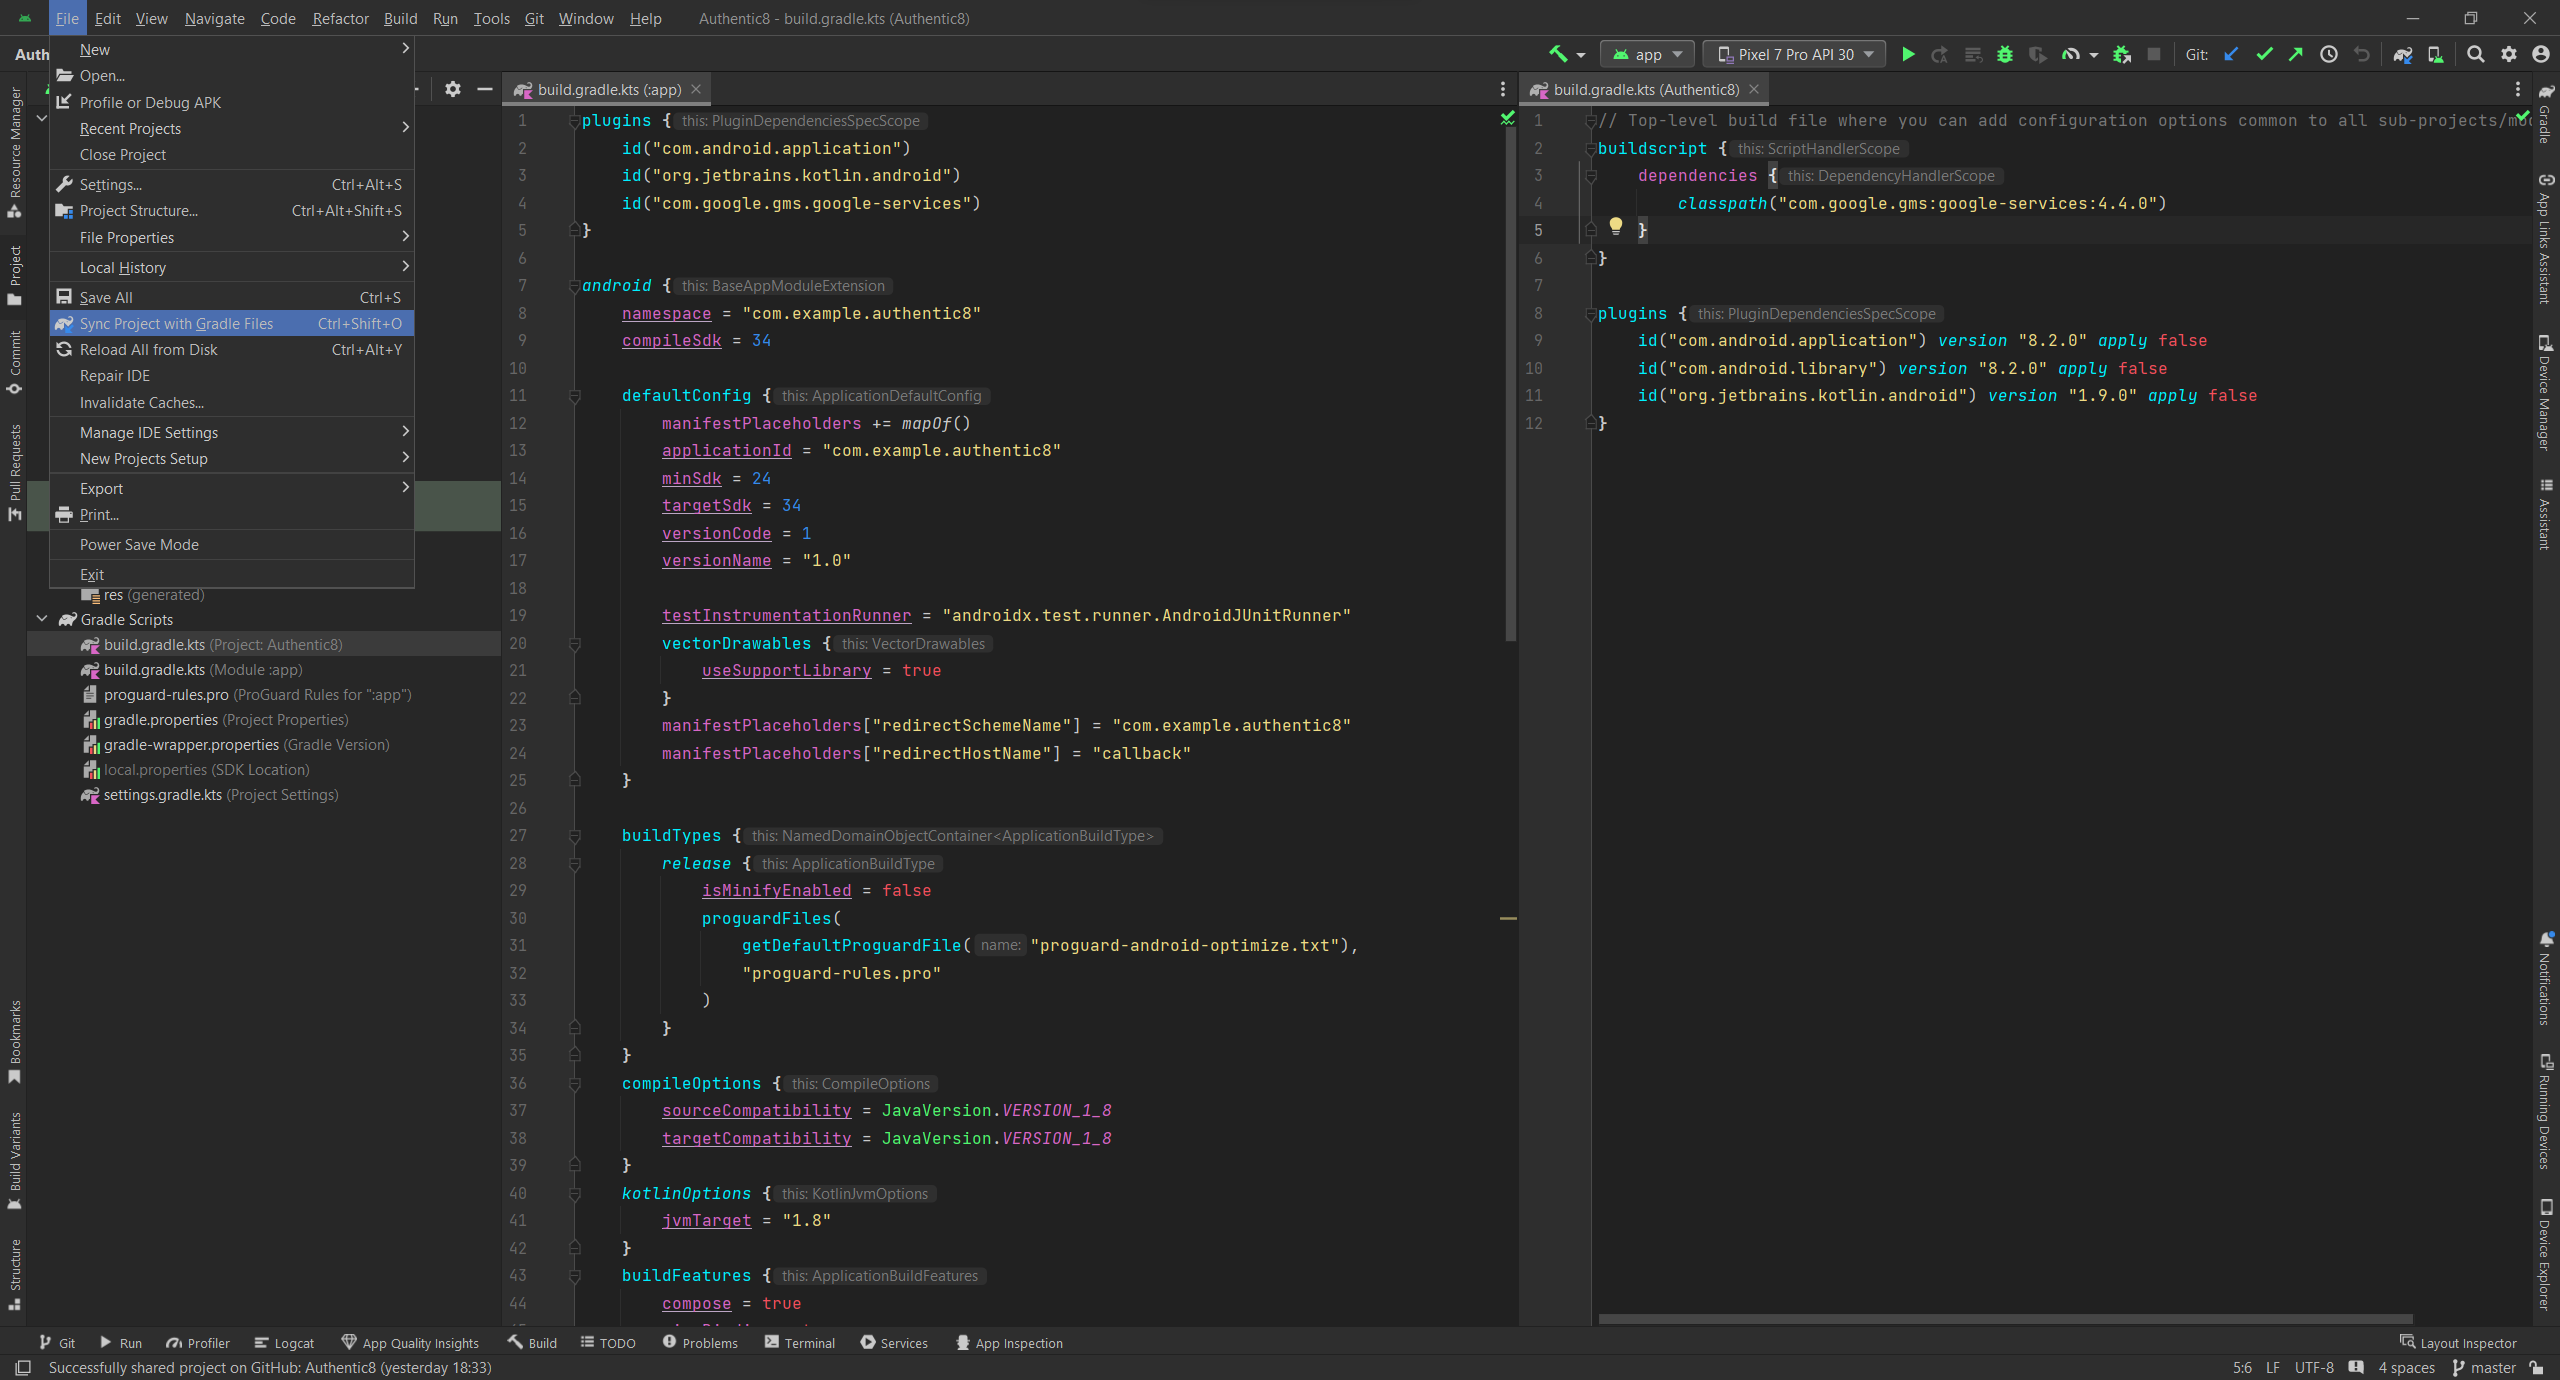 File Edit View Navigate Code Refactor Build Run Tools Git Window Help Authentic8 - build.gradle.kts (Authentic8)
Auth
app
Pixel 7 Pro API 30
Git:
New
Open...
Profile or Debug APK
Recent Projects
Close Project
Settings... Ctrl+Alt+S
Project Structure... Ctrl+Alt+Shift+S
File Properties
Local History
Save All Ctrl+S
Sync Project with Gradle Files Ctrl+Shift+O
Reload All from Disk Ctrl+Alt+Y
Repair IDE
Invalidate Caches...
Manage IDE Settings
New Projects Setup
Export
Print...
Power Save Mode
Exit
res (generated)
Gradle Scripts
build.gradle.kts (Project: Authentic8)
build.gradle.kts (Module :app)
proguard-rules.pro (ProGuard Rules for ":app")
gradle.properties (Project Properties)
gradle-wrapper.properties (Gradle Version)
local.properties (SDK Location)
settings.gradle.kts (Project Settings)
Resource Manager
Project
Commit
Pull Requests
Bookmarks
Build Variants
Structure
build.gradle.kts (:app)
1 plugins { this: PluginDependenciesSpecScope
2 id("com.android.application")
3 id("org.jetbrains.kotlin.android")
4 id("com.google.gms.google-services")
5 }
6
7 android { this: BaseAppModuleExtension
8 namespace = "com.example.authentic8"
9 compileSdk = 34
10
11 defaultConfig { this: ApplicationDefaultConfig
12 manifestPlaceholders += mapOf()
13 applicationId = "com.example.authentic8"
14 minSdk = 24
15 targetSdk = 34
16 versionCode = 1
17 versionName = "1.0"
18
19 testInstrumentationRunner = "androidx.test.runner.AndroidJUnitRunner"
20 vectorDrawables { this: VectorDrawables
21 useSupportLibrary = true
22 }
23 manifestPlaceholders["redirectSchemeName"] = "com.example.authentic8"
24 manifestPlaceholders["redirectHostName"] = "callback"
25 }
26
27 buildTypes { this: NamedDomainObjectContainer<ApplicationBuildType>
28 release { this: ApplicationBuildType
29 isMinifyEnabled = false
30 proguardFiles(
31 getDefaultProguardFile( name: "proguard-android-optimize.txt"),
32 "proguard-rules.pro"
33 )
34 }
35 }
36 compileOptions { this: CompileOptions
37 sourceCompatibility = JavaVersion.VERSION_1_8
38 targetCompatibility = JavaVersion.VERSION_1_8
39 }
40 kotlinOptions { this: KotlinJvmOptions
41 jvmTarget = "1.8"
42 }
43 buildFeatures { this: ApplicationBuildFeatures
44 compose = true
build.gradle.kts (Authentic8)
1 // Top-level build file where you can add configuration options common to all sub-projects/mod
2 buildscript { this: ScriptHandlerScope
3 dependencies { this: DependencyHandlerScope
4 classpath("com.google.gms:google-services:4.4.0")
5 }
6 }
7
8 plugins { this: PluginDependenciesSpecScope
9 id("com.android.application") version "8.2.0" apply false
10 id("com.android.library") version "8.2.0" apply false
11 id("org.jetbrains.kotlin.android") version "1.9.0" apply false
12 }
Gradle
App Links Assistant
Device Manager
Assistant
Notifications
Running Devices
Device Explorer
Git Run Profiler Logcat App Quality Insights Build TODO Problems Terminal Services App Inspection Layout Inspector
Successfully shared project on GitHub: Authentic8 (yesterday 18:33) 5:6 LF UTF-8 4 spaces master